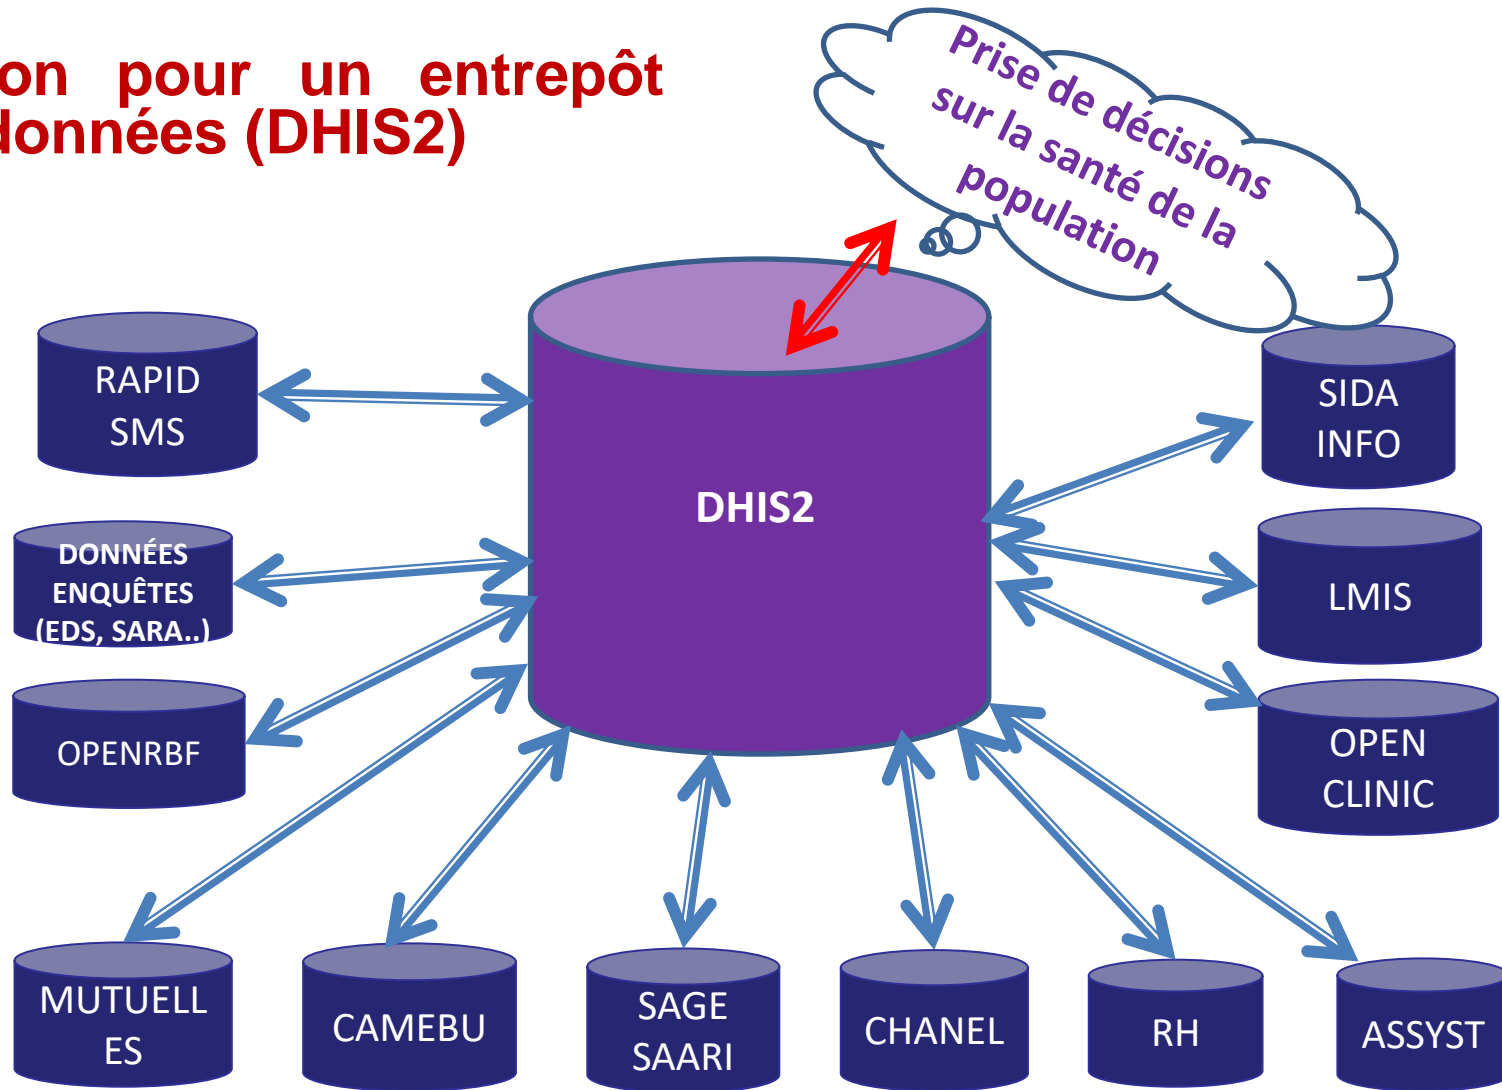 on pour un entrepôt
données (DHIS2)
Prise de décisions
sur la santé de la
population
RAPID
SMS
SIDA
INFO
DHIS2
DONNÉES
ENQUÊTES
(EDS, SARA..)
LMIS
OPENRBF
OPEN
CLINIC
MUTUELL
ES
CAMEBU
SAGE
SAARI
CHANEL
RH
ASSYST